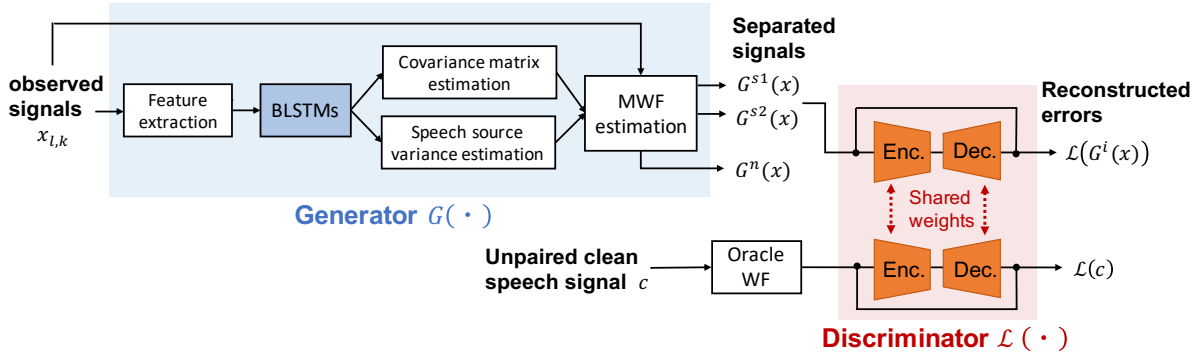 observed
signals
x_{l,k}
Feature
extraction
BLSTMs
Covariance matrix
estimation
Speech source
variance estimation
MWF
estimation
Separated
signals
G^{s1}(x)
G^{s2}(x)
G^{n}(x)
Generator G(·)
Enc.
Dec.
Reconstructed
errors
ℒ(G^{i}(x))
Shared
weights
Unpaired clean
speech signal c
Oracle
WF
Enc.
Dec.
ℒ(c)
Discriminator ℒ(·)